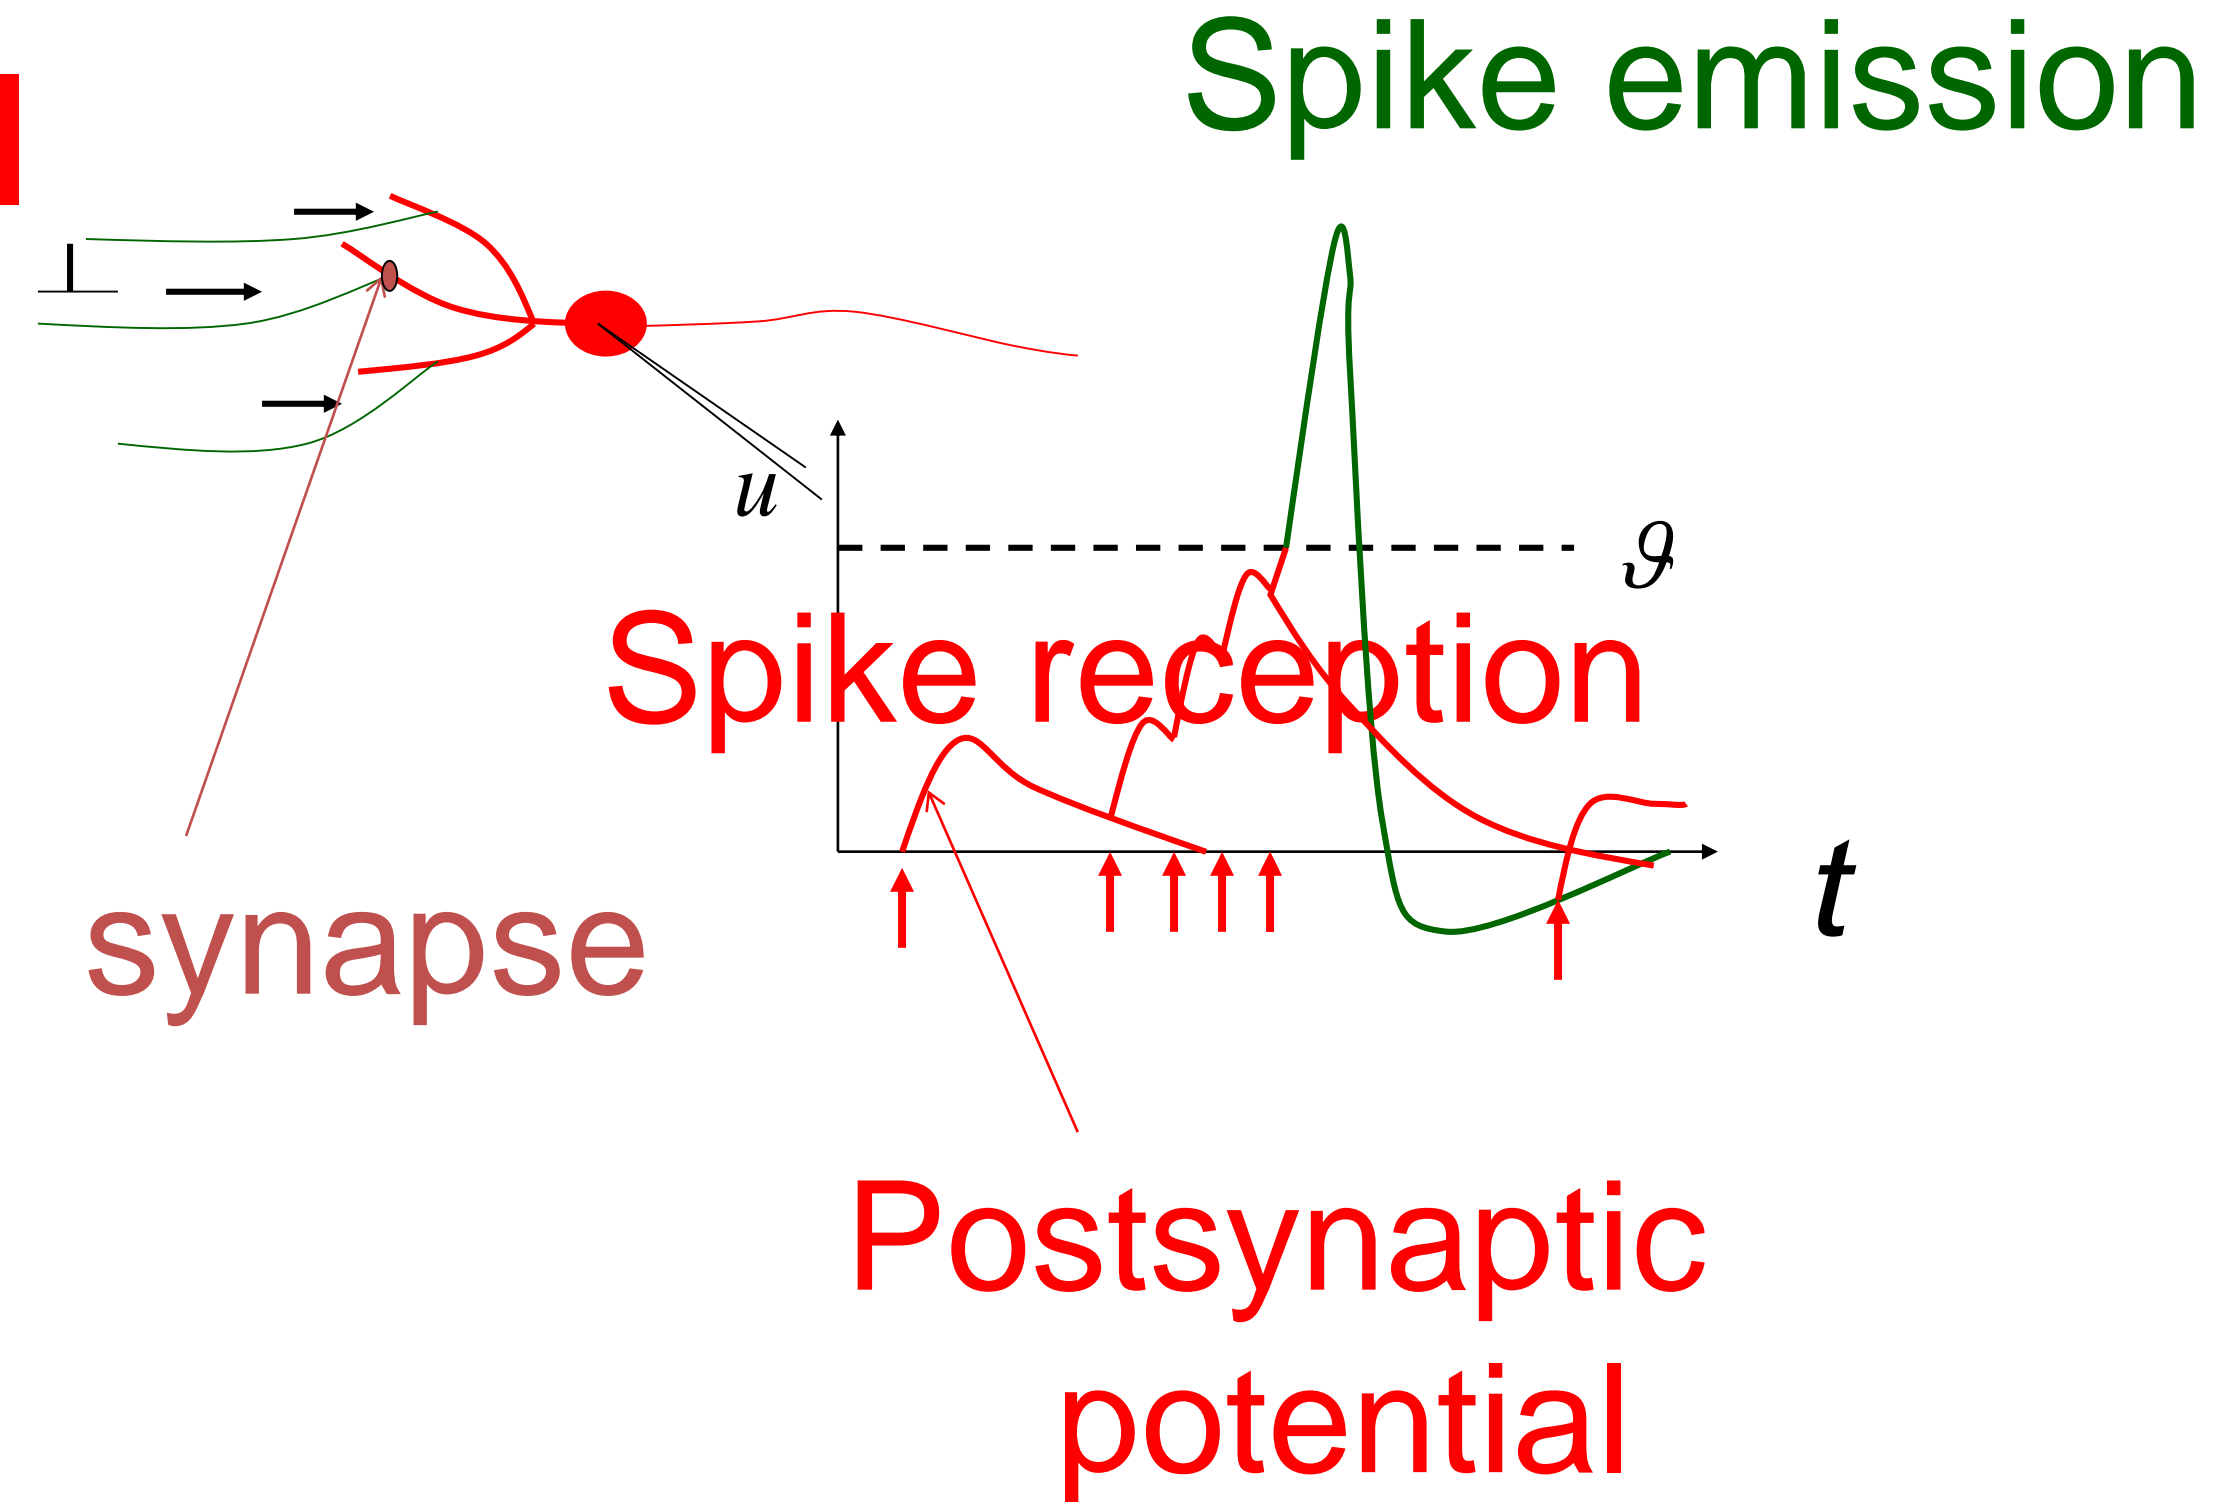 Spike emission
u
ϑ
Spike reception
t
synapse
Postsynaptic
potential